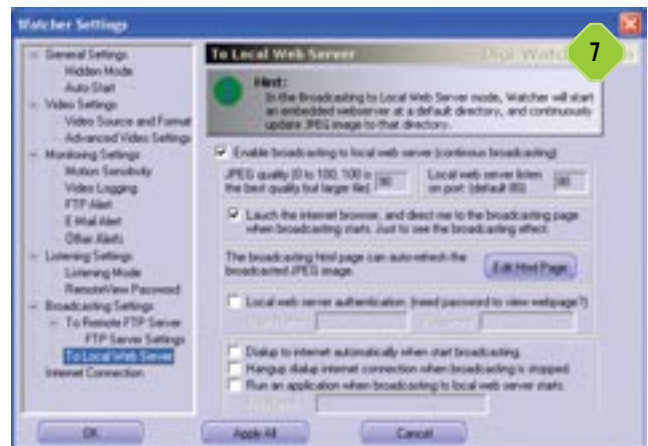 Watcher Settings
7
General Settings
Hidden Mode
Auto Start
Video Settings
Video Source and Format
Advanced Video Settings
Monitoring Settings
Motion Sensitivity
Video Logging
FTP Alert
E-Mail Alert
Other Alerts
Listening Settings
Listening Mode
RemoteView Password
Broadcasting Settings
To Remote FTP Server
FTP Server Settings
To Local Web Server
Internet Connection
To Local Web Server
Hint:
In the Broadcasting to Local Web Server mode, Watcher will start
an embedded webserver at a default directory, and continuously
update JPEG image to that directory.
Enable broadcasting to local web server (continous broadcasting)
JPEG quality (0 to 100, 100 is
the best quality but larger file)
Local web server listen
on port: (default 80)
Lauch the internet browser, and direct me to the broadcasting page
when broadcasting starts. Just to see the broadcasting effect.
The broadcasting html page can auto-refresh the
broadcasted JPEG image.
Edit Html Page
Local web server authentication. (need password to view webpage?)
Dialup to internet automatically when start broadcasting.
Hangup dialup internet connection when broadcasting is stopped.
Run an application when broadcasting to local web server starts.
OK
Apply All
Cancel